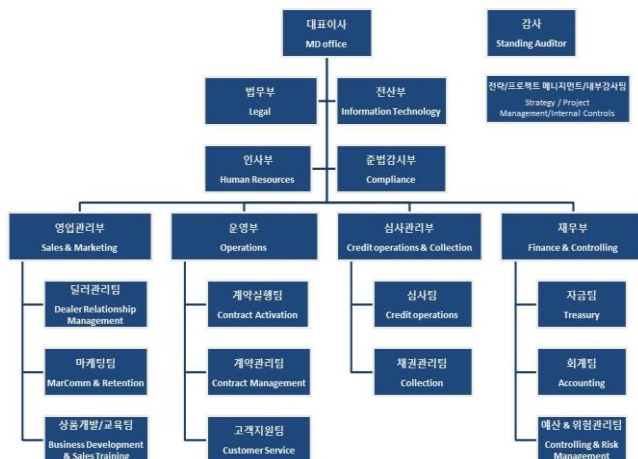 대표이사
MD office
감사
Standing Auditor
법무부
Legal
전산부
Information Technology
전략/프로젝트 매니지먼트/내부감사팀
Strategy / Project
Management/Internal Controls
인사부
Human Resources
준법감시부
Compliance
영업관리부
Sales & Marketing
운영부
Operations
심사관리부
Credit operations & Collection
재무부
Finance & Controlling
딜러관리팀
Dealer Relationship
Management
계약실행팀
Contract Activation
심사팀
Credit operations
자금팀
Treasury
마케팅팀
MarComm & Retention
계약관리팀
Contract Management
채권관리팀
Collection
회계팀
Accounting
상품개발/교육팀
Business Development
& Sales Training
고객지원팀
Customer Service
예산 & 위험관리팀
Controlling & Risk
Management